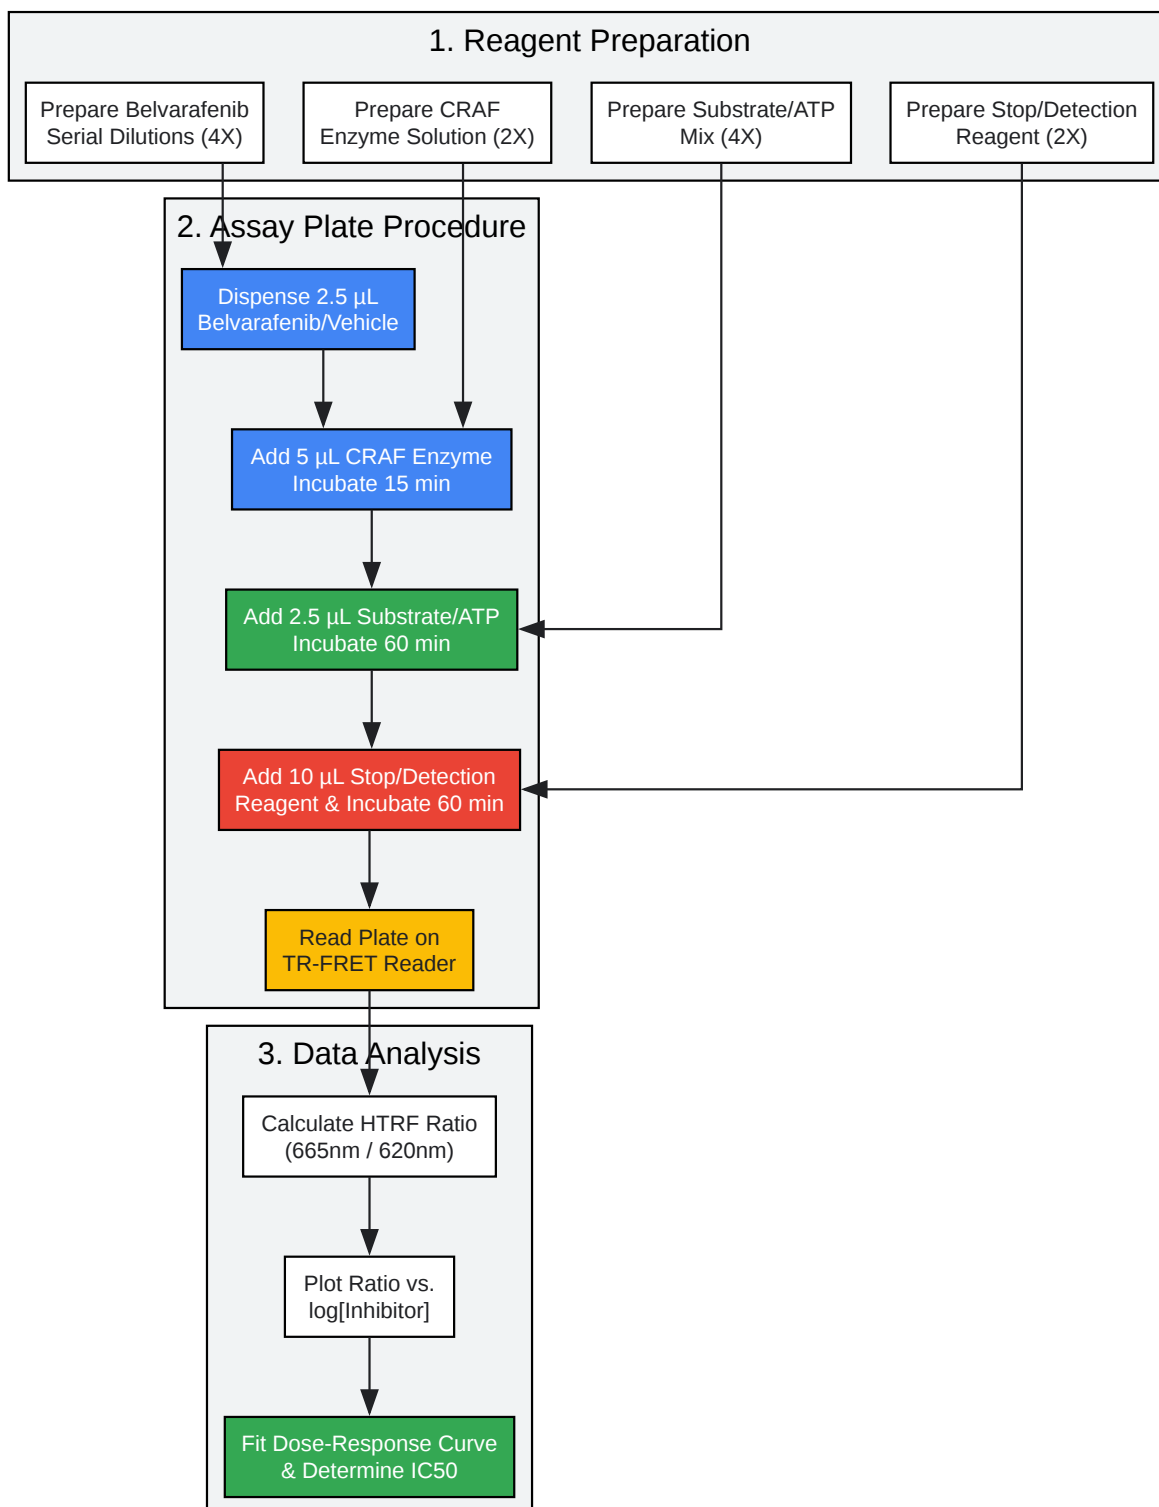 1. Reagent Preparation
Prepare Belvarafenib
Serial Dilutions (4X)
Prepare CRAF
Enzyme Solution (2X)
Prepare Substrate/ATP
Mix (4X)
Prepare Stop/Detection
Reagent (2X)
2. Assay Plate Procedure
Dispense 2.5 µL
Belvarafenib/Vehicle
Add 5 µL CRAF Enzyme
Incubate 15 min
Add 2.5 µL Substrate/ATP
Incubate 60 min
Add 10 µL Stop/Detection
Reagent & Incubate 60 min
Read Plate on
TR-FRET Reader
3. Data Analysis
Calculate HTRF Ratio
(665nm / 620nm)
Plot Ratio vs.
log[Inhibitor]
Fit Dose-Response Curve
& Determine IC50